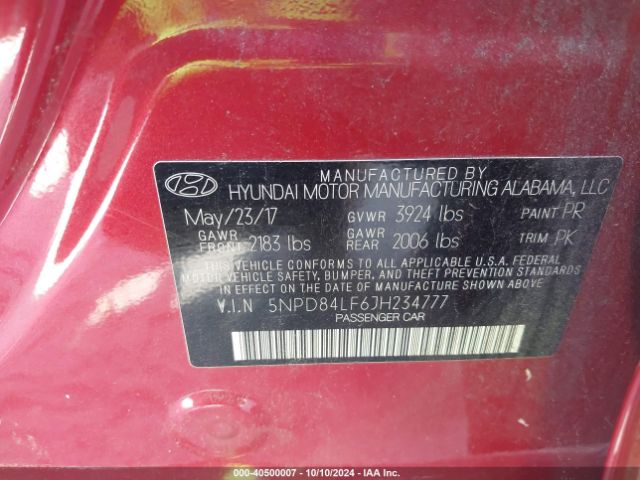 MANUFACTURED BY
HYUNDAI MOTOR MANUFACTURING ALABAMA, LLC
May/23/17 GVWR 3924 lbs PAINT PR
GAWR FRONT 2183 lbs GAWR REAR 2006 lbs TRIM PK
THIS VEHICLE CONFORMS TO ALL APPLICABLE U.S.A. FEDERAL
MOTOR VEHICLE SAFETY, BUMPER, AND THEFT PREVENTION STANDARDS
IN EFFECT ON THE DATE OF MANUFACTURE SHOWN ABOVE.
V.I.N 5NPD84LF6JH234777
PASSENGER CAR
000-40500007 - 10/10/2024 - IAA Inc.